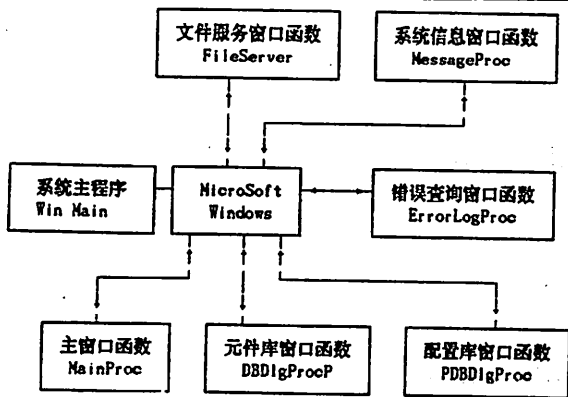 文件服务窗口函数
FileServer
系统信息窗口函数
MessageProc
系统主程序
Win Main
MicroSoft
Windows
错误查询窗口函数
ErrorLogProc
主窗口函数
MainProc
元件库窗口函数
DBDlgProcP
配置库窗口函数
PDBDlgProc